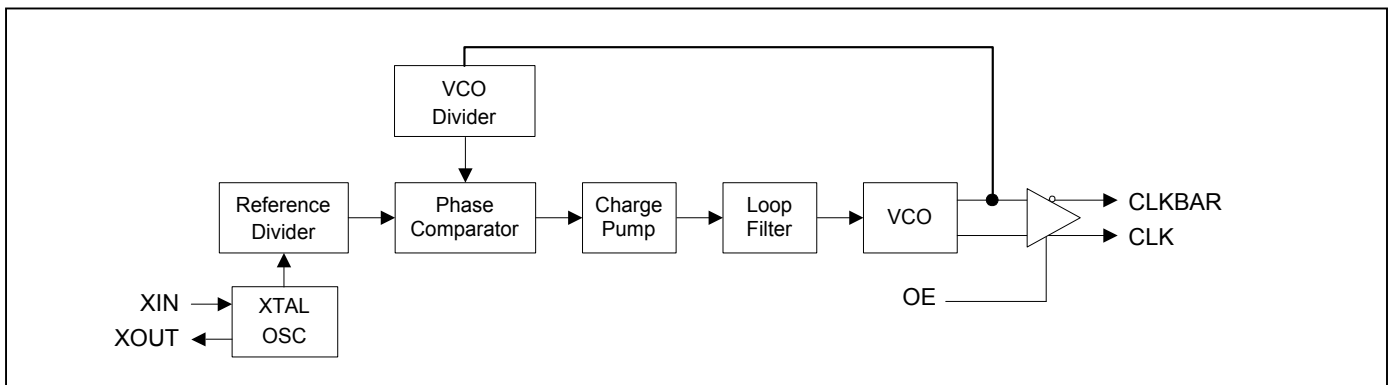 VCO
Divider
Reference
Divider
Phase
Comparator
Charge
Pump
Loop
Filter
VCO
CLKBAR
CLK
XIN
XOUT
XTAL
OSC
OE